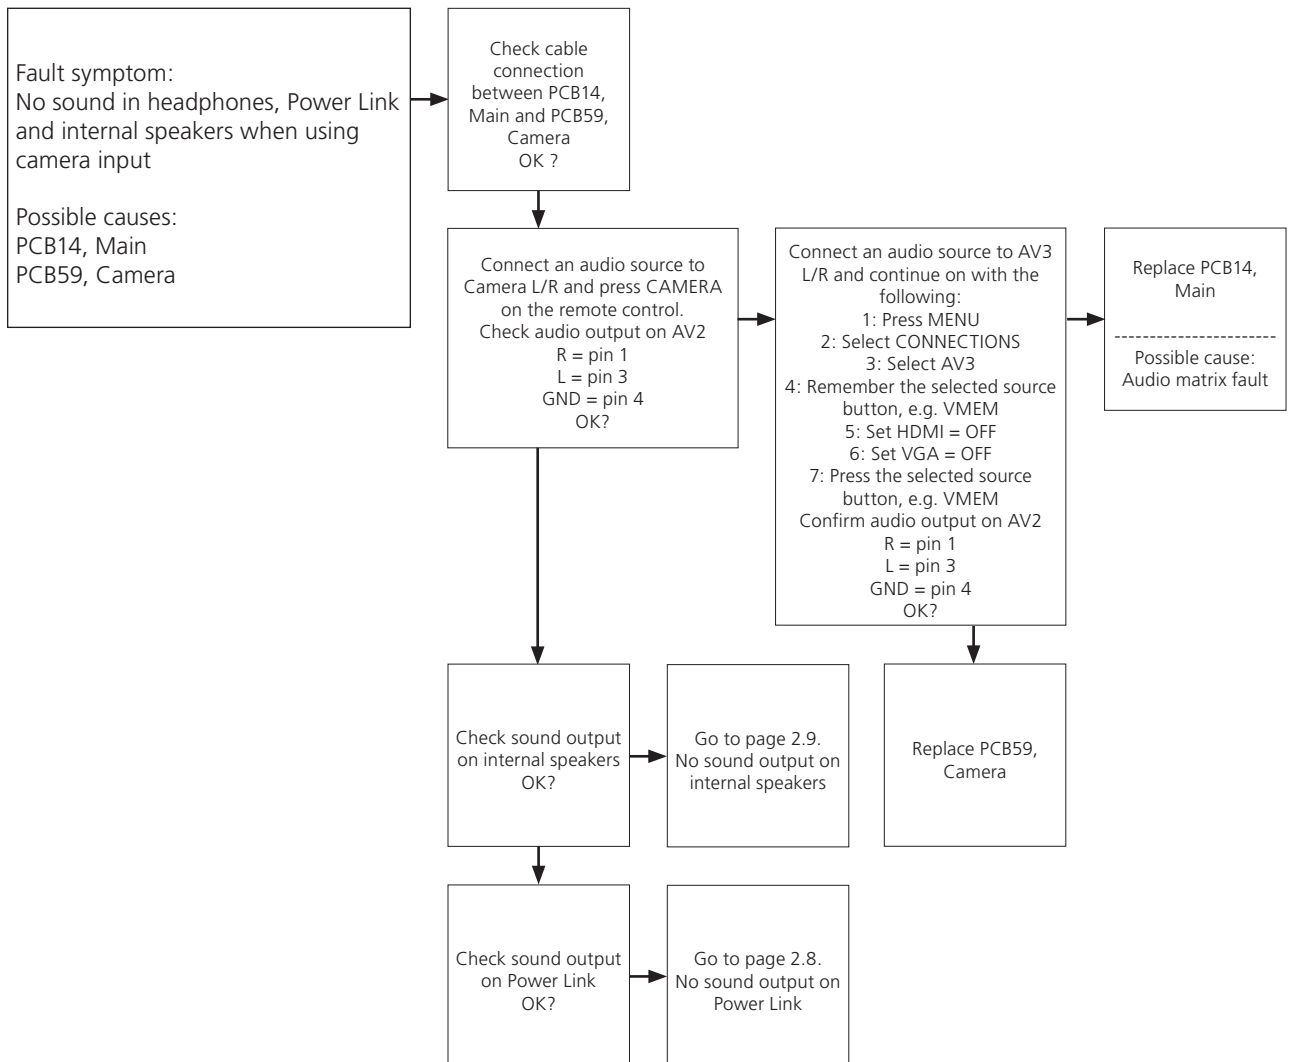 Fault symptom:
No sound in headphones, Power Link
and internal speakers when using
camera input
Possible causes:
PCB14, Main
PCB59, Camera
Check cable
connection
between PCB14,
Main and PCB59,
Camera
OK ?
Connect an audio source to
Camera L/R and press CAMERA
on the remote control.
Check audio output on AV2
R = pin 1
L = pin 3
GND = pin 4
OK?
Connect an audio source to AV3
L/R and continue on with the
following:
1: Press MENU
2: Select CONNECTIONS
3: Select AV3
4: Remember the selected source
button, e.g. VMEM
5: Set HDMI = OFF
6: Set VGA = OFF
7: Press the selected source
button, e.g. VMEM
Confirm audio output on AV2
R = pin 1
L = pin 3
GND = pin 4
OK?
Replace PCB14,
Main
Possible cause:
Audio matrix fault
Check sound output
on internal speakers
OK?
Go to page 2.9.
No sound output on
internal speakers
Replace PCB59,
Camera
Check sound output
on Power Link
OK?
Go to page 2.8.
No sound output on
Power Link